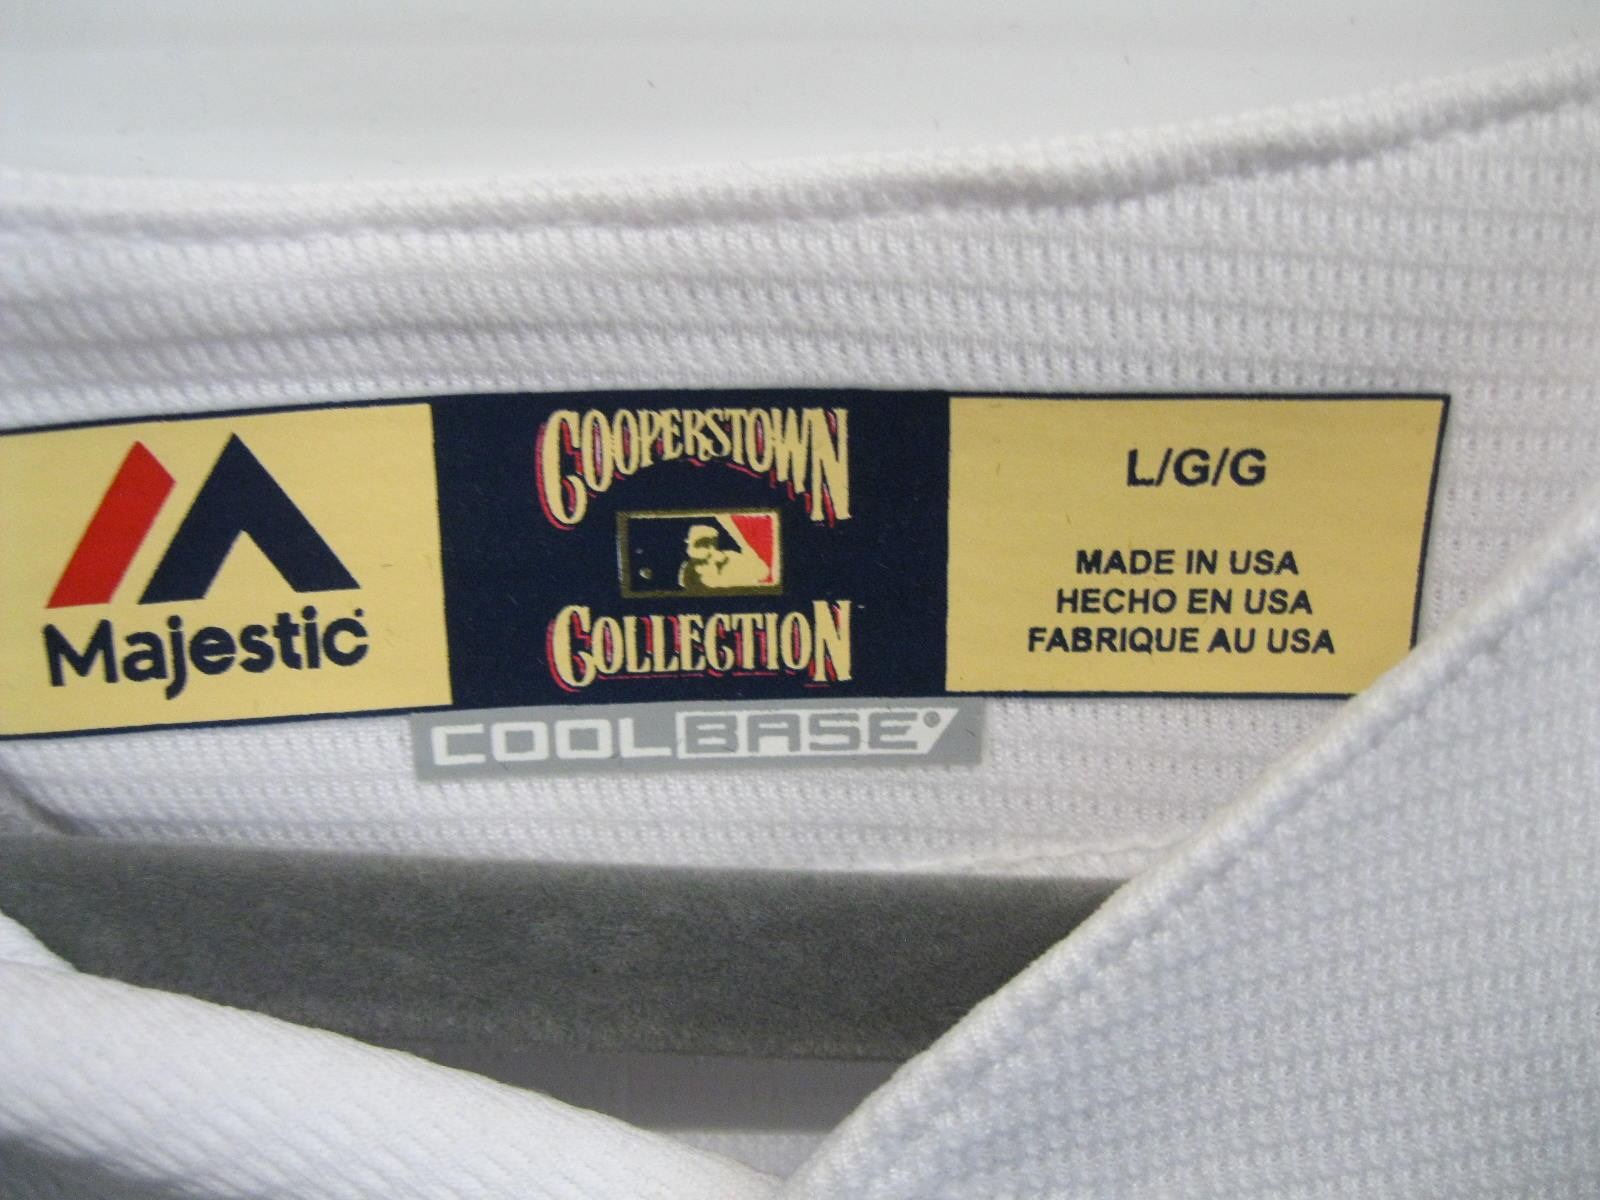 Majestic
COOPERSTOWN
COLLECTION
COOLBASE®
L/G/G
MADE IN USA
HECHO EN USA
FABRIQUE AU USA